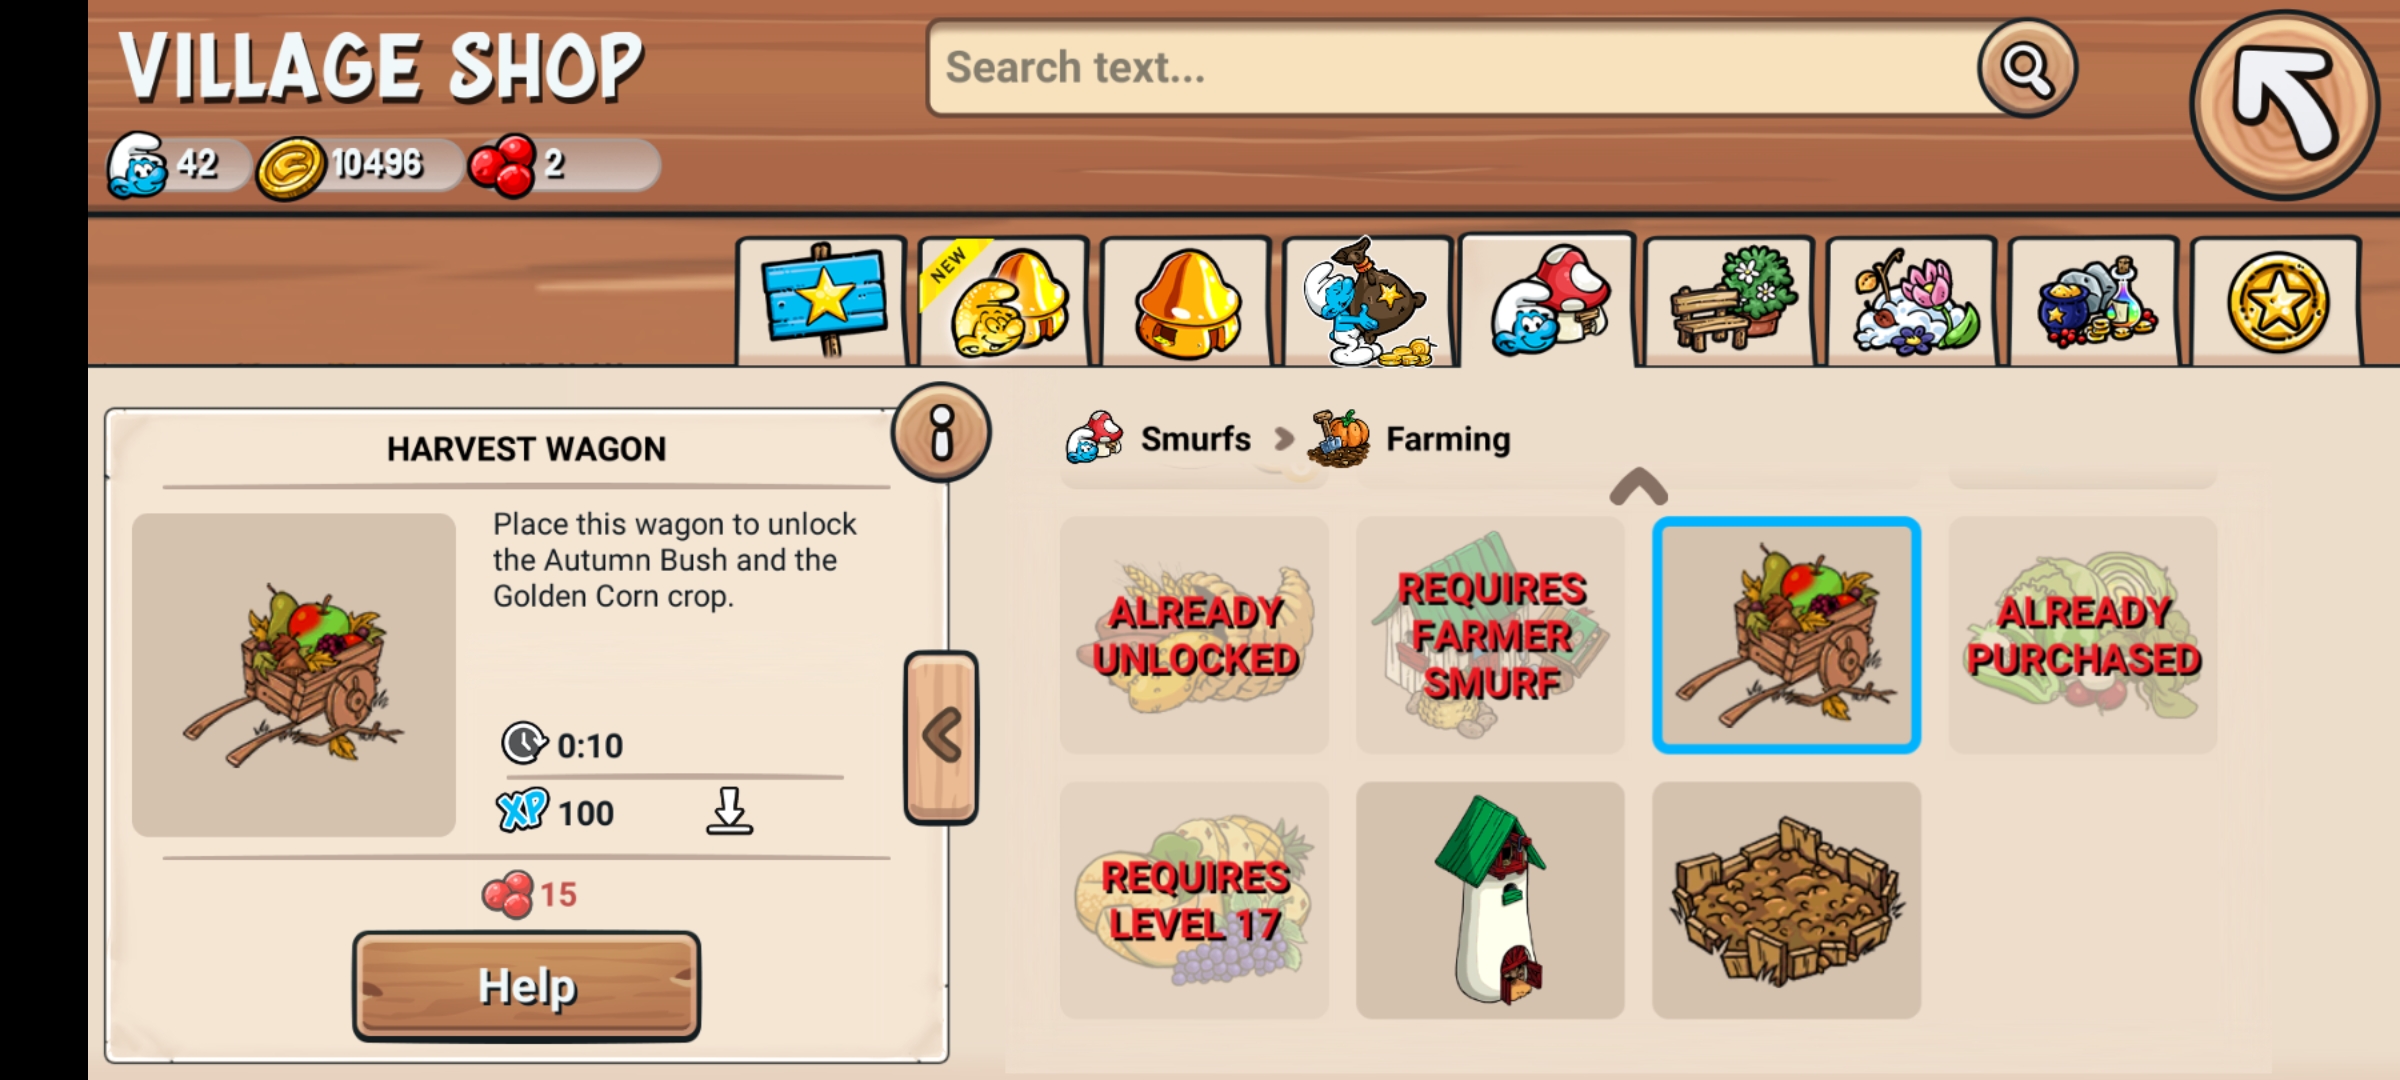 VILLAGE SHOP
Search text...
42
10496
2
NEW
HARVEST WAGON
Place this wagon to unlock
the Autumn Bush and the
Golden Corn crop.
0:10
XP 100
15
Help
Smurfs
Farming
ALREADY
UNLOCKED
REQUIRES
FARMER
SMURF
ALREADY
PURCHASED
REQUIRES
LEVEL 17